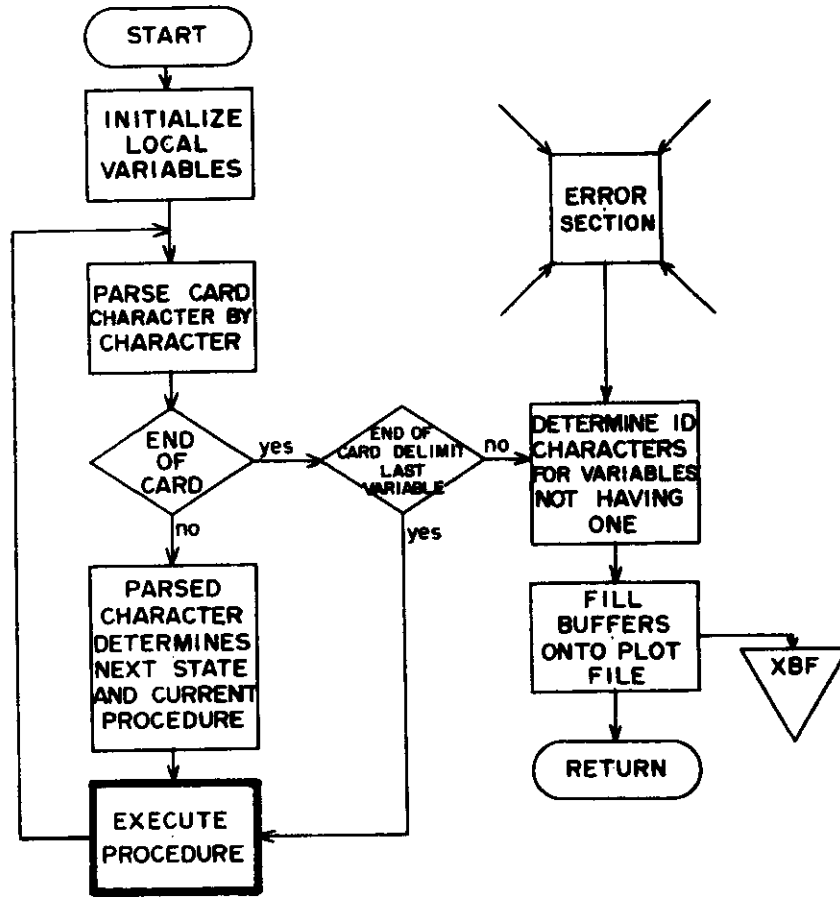 START
INITIALIZE
LOCAL
VARIABLES
PARSE CARD
CHARACTER BY
CHARACTER
END
OF
CARD
yes
no
END OF
CARD DELIMIT
LAST
VARIABLE
no
yes
PARSED
CHARACTER
DETERMINES
NEXT STATE
AND CURRENT
PROCEDURE
EXECUTE
PROCEDURE
ERROR
SECTION
DETERMINE ID
CHARACTERS
FOR VARIABLES
NOT HAVING
ONE
FILL
BUFFERS
ONTO PLOT
FILE
XBF
RETURN